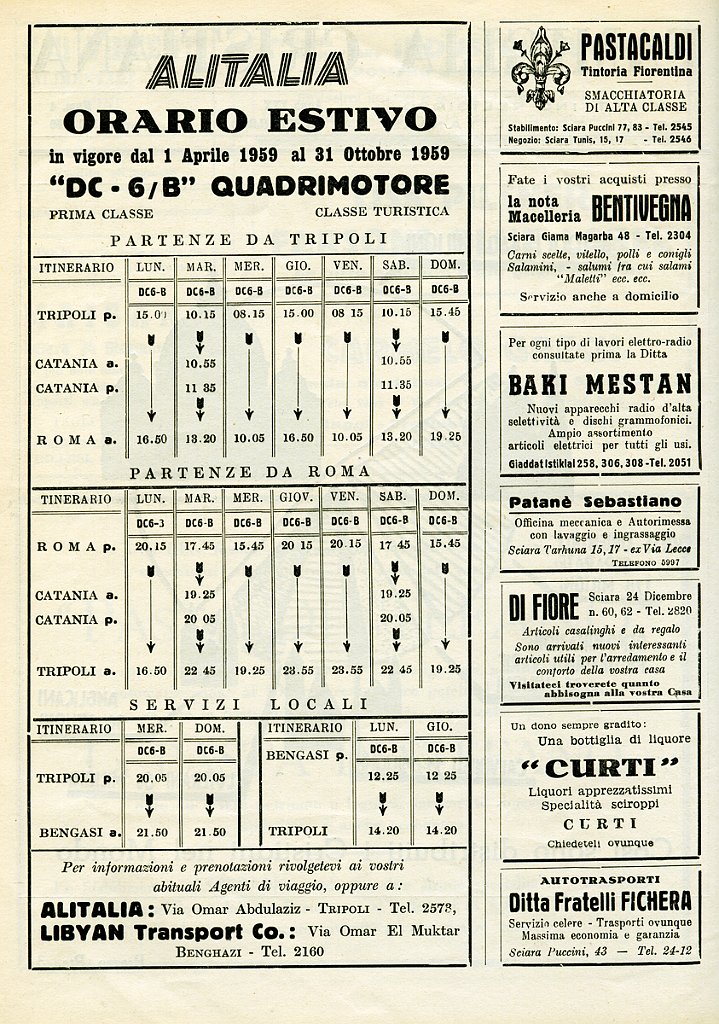 ALITALIA
ORARIO ESTIVO
in vigore dal 1 Aprile 1959 al 31 Ottobre 1959
"DC - 6/B" QUADRIMOTORE
PRIMA CLASSE CLASSE TURISTICA
PARTENZE DA TRIPOLI
ITINERARIO LUN. MAR. MER. GIO. VEN. SAB. DOM.
DC6-B DC6-B DC6-B DC6-B DC6-B DC6-B DC6-B
TRIPOLI p. 15.00 10.15 08.15 15.00 08 15 10.15 15.45
CATANIA a. 10.55 10.55
CATANIA p. 11 35 11.35
ROMA a. 16.50 13.20 10.05 16.50 10.05 13.20 19.25
PARTENZE DA ROMA
ITINERARIO LUN. MAR. MER. GIOV. VEN. SAB. DOM.
DC6-3 DC6-B DC6-B DC6-B DC6-B DC6-B DC6-B
ROMA p. 20.15 17.45 15.45 20 15 20.15 17 45 15.45
CATANIA a. 19.25 19.25
CATANIA p. 20 05 20.05
TRIPOLI a. 16.50 22 45 19.25 23.55 23.55 22 45 19.25
SERVIZI LOCALI
ITINERARIO MER. DOM. ITINERARIO LUN. GIO.
DC6-B DC6-B BENGASI p. DC6-B DC6-B
TRIPOLI p. 20.05 20.05 12.25 12 25
BENGASI a. 21.50 21.50 TRIPOLI 14.20 14.20
Per informazioni e prenotazioni rivolgetevi ai vostri
abituali Agenti di viaggio, oppure a :
ALITALIA : Via Omar Abdulaziz - TRIPOLI - Tel. 2573,
LIBYAN Transport Co. : Via Omar El Muktar
BENGHAZI - Tel. 2160
PASTACALDI
Tintoria Fiorentina
SMACCHIATORIA
DI ALTA CLASSE
Stabilimento: Sciara Puccini 77, 83 - Tel. 2545
Negozio: Sciara Tunis, 15, 17 - Tel. 2546
Fate i vostri acquisti presso
la nota
Macelleria BENTIVEGNA
Sciara Giama Magarba 48 - Tel. 2304
Carni scelte, vitello, polli e conigli
Salamini, - salumi fra cui salami
"Maletti" ecc. ecc.
Servizio anche a domicilio
Per ogni tipo di lavori elettro-radio
consultate prima la Ditta
BAKI MESTAN
Nuovi apparecchi radio d'alta
selettività e dischi grammofonici.
Ampio assortimento
articoli elettrici per tutti gli usi.
Giaddat Istiklal 258, 306, 308 - Tel. 2051
Patanè Sebastiano
Officina meccanica e Autorimessa
con lavaggio e ingrassaggio
Sciara Tarhuna 15, 17 - ex Via Lecce
TELEFONO 5997
DI FIORE Sciara 24 Dicembre
n. 60, 62 - Tel. 2820
Articoli casalinghi e da regalo
Sono arrivati nuovi interessanti
articoli utili per l'arredamento e il
conforto della vostra casa
Visitateci troverete quanto
abbisogna alla vostra Casa
Un dono sempre gradito:
Una bottiglia di liquore
"CURTI"
Liquori apprezzatissimi
Specialità sciroppi
CURTI
Chiedeteli ovunque
AUTOTRASPORTI
Ditta Fratelli FICHERA
Servizio celere - Trasporti ovunque
Massima economia e garanzia
Sciara Puccini, 43 — Tel. 24-12